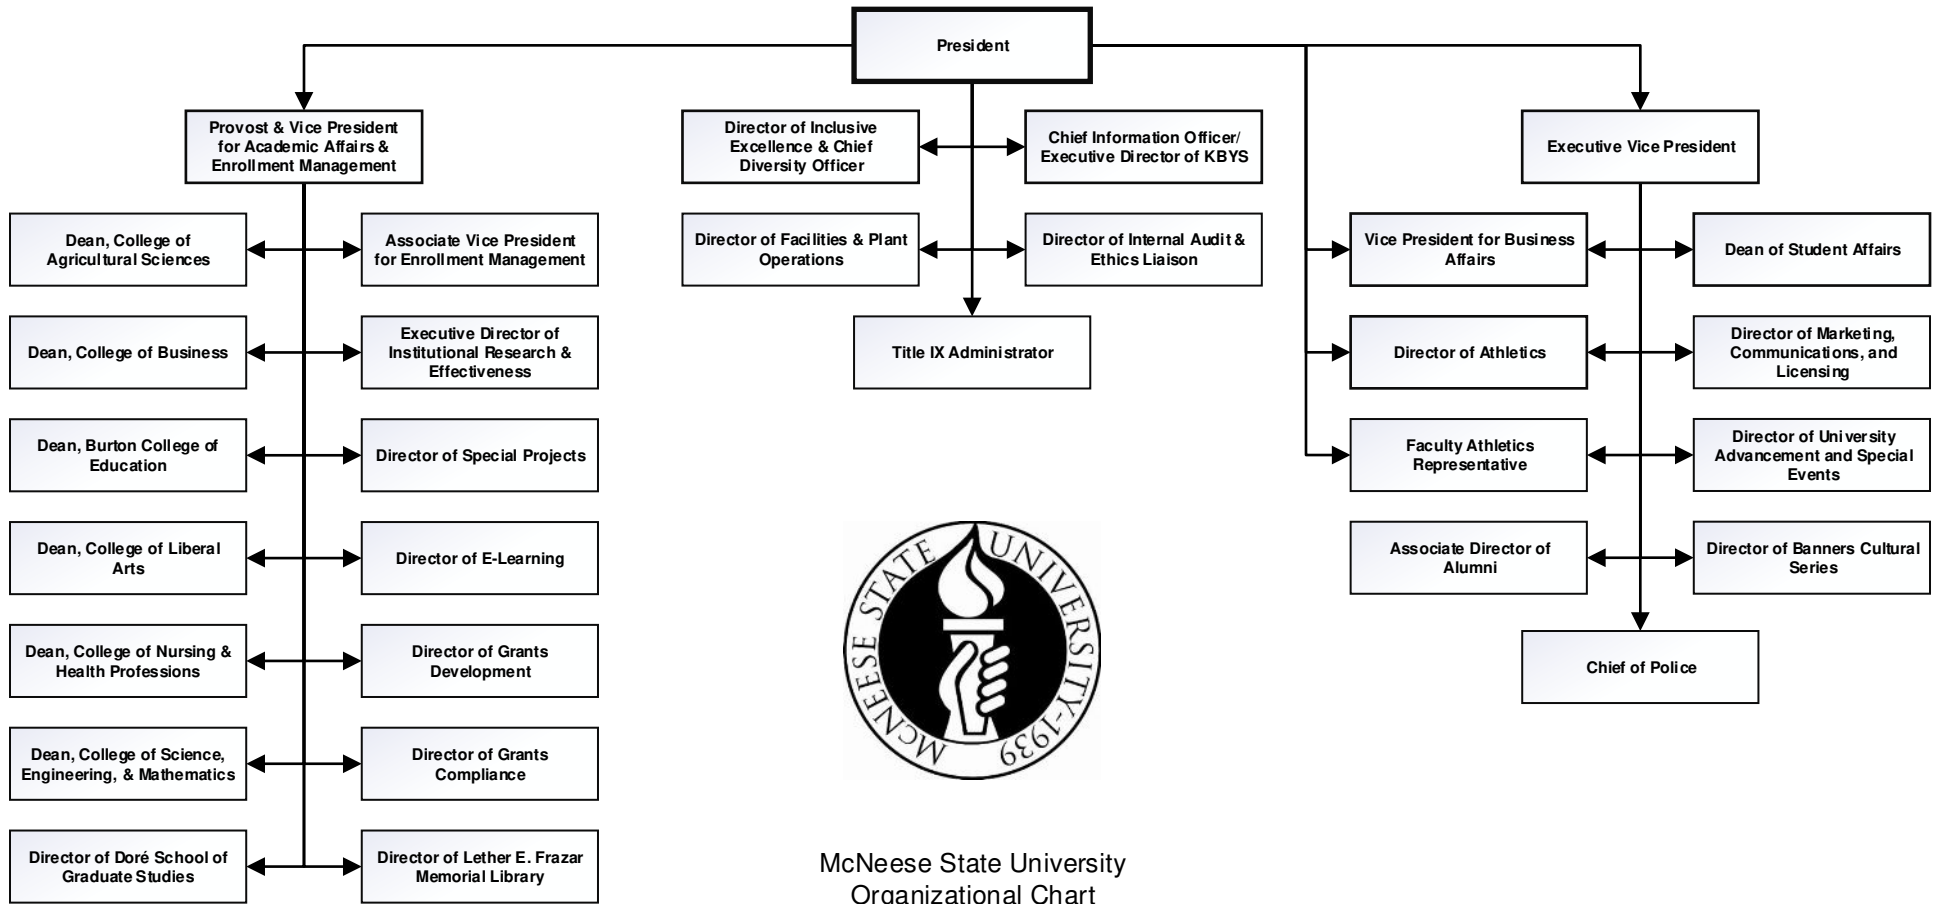 President
Provost & Vice President
for Academic Affairs &
Enrollment Management
Director of Inclusive
Excellence & Chief
Diversity Officer
Chief Information Officer/
Executive Director of KBYS
Executive Vice President
Dean, College of
Agricultural Sciences
Associate Vice President
for Enrollment Management
Director of Facilities & Plant
Operations
Director of Internal Audit &
Ethics Liaison
Vice President for Business
Affairs
Dean of Student Affairs
Dean, College of Business
Executive Director of
Institutional Research &
Effectiveness
Title IX Administrator
Director of Athletics
Director of Marketing,
Communications, and
Licensing
Dean, Burton College of
Education
Director of Special Projects
Faculty Athletics
Representative
Director of University
Advancement and Special
Events
Dean, College of Liberal
Arts
Director of E-Learning
Associate Director of
Alumni
Director of Banners Cultural
Series
Dean, College of Nursing &
Health Professions
Director of Grants
Development
MCNEESE STATE UNIVERSITY-1939
Chief of Police
Dean, College of Science,
Engineering, & Mathematics
Director of Grants
Compliance
Director of Doré School of
Graduate Studies
Director of Lether E. Frazar
Memorial Library
McNeese State University
Organizational Chart